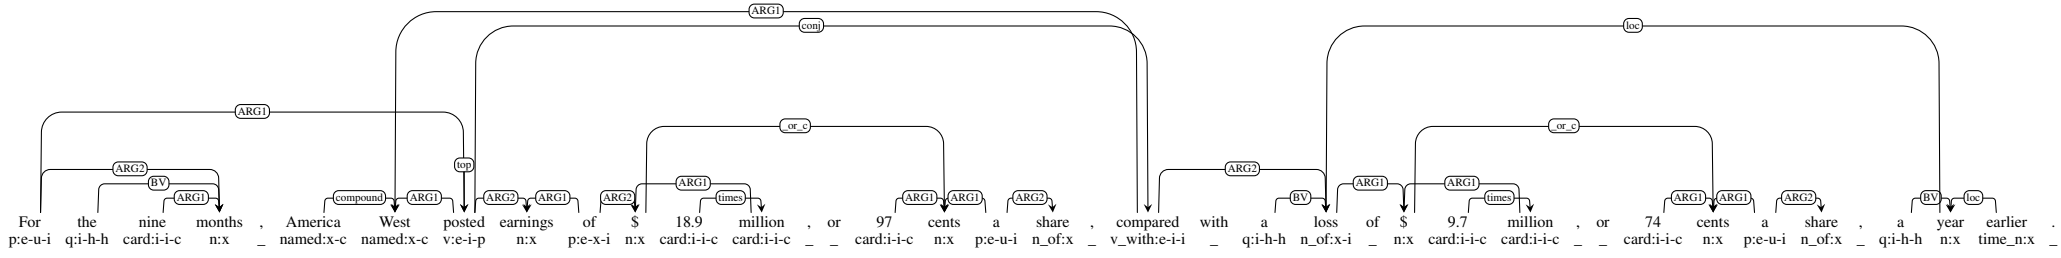 ARG1
conj
loc
ARG1
_or_c
_or_c
top
ARG2
ARG1
ARG2
ARG1
BV
ARG1
compound
ARG1
ARG2
ARG1
ARG2
times
ARG1
ARG1
ARG2
BV
ARG1
times
ARG1
ARG1
ARG2
BV
loc
For the nine months , America West posted earnings of $ 18.9 million , or 97 cents a share , compared with a loss of $ 9.7 million , or 74 cents a share , a year earlier .
p:e-u-i q:i-h-h card:i-i-c n:x _ named:x-c named:x-c v:e-i-p n:x p:e-x-i n:x card:i-i-c card:i-i-c _ _ card:i-i-c n:x p:e-u-i n_of:x _ v_with:e-i-i _ q:i-h-h n_of:x-i _ n:x card:i-i-c card:i-i-c _ _ card:i-i-c n:x p:e-u-i n_of:x _ q:i-h-h n:x time_n:x _